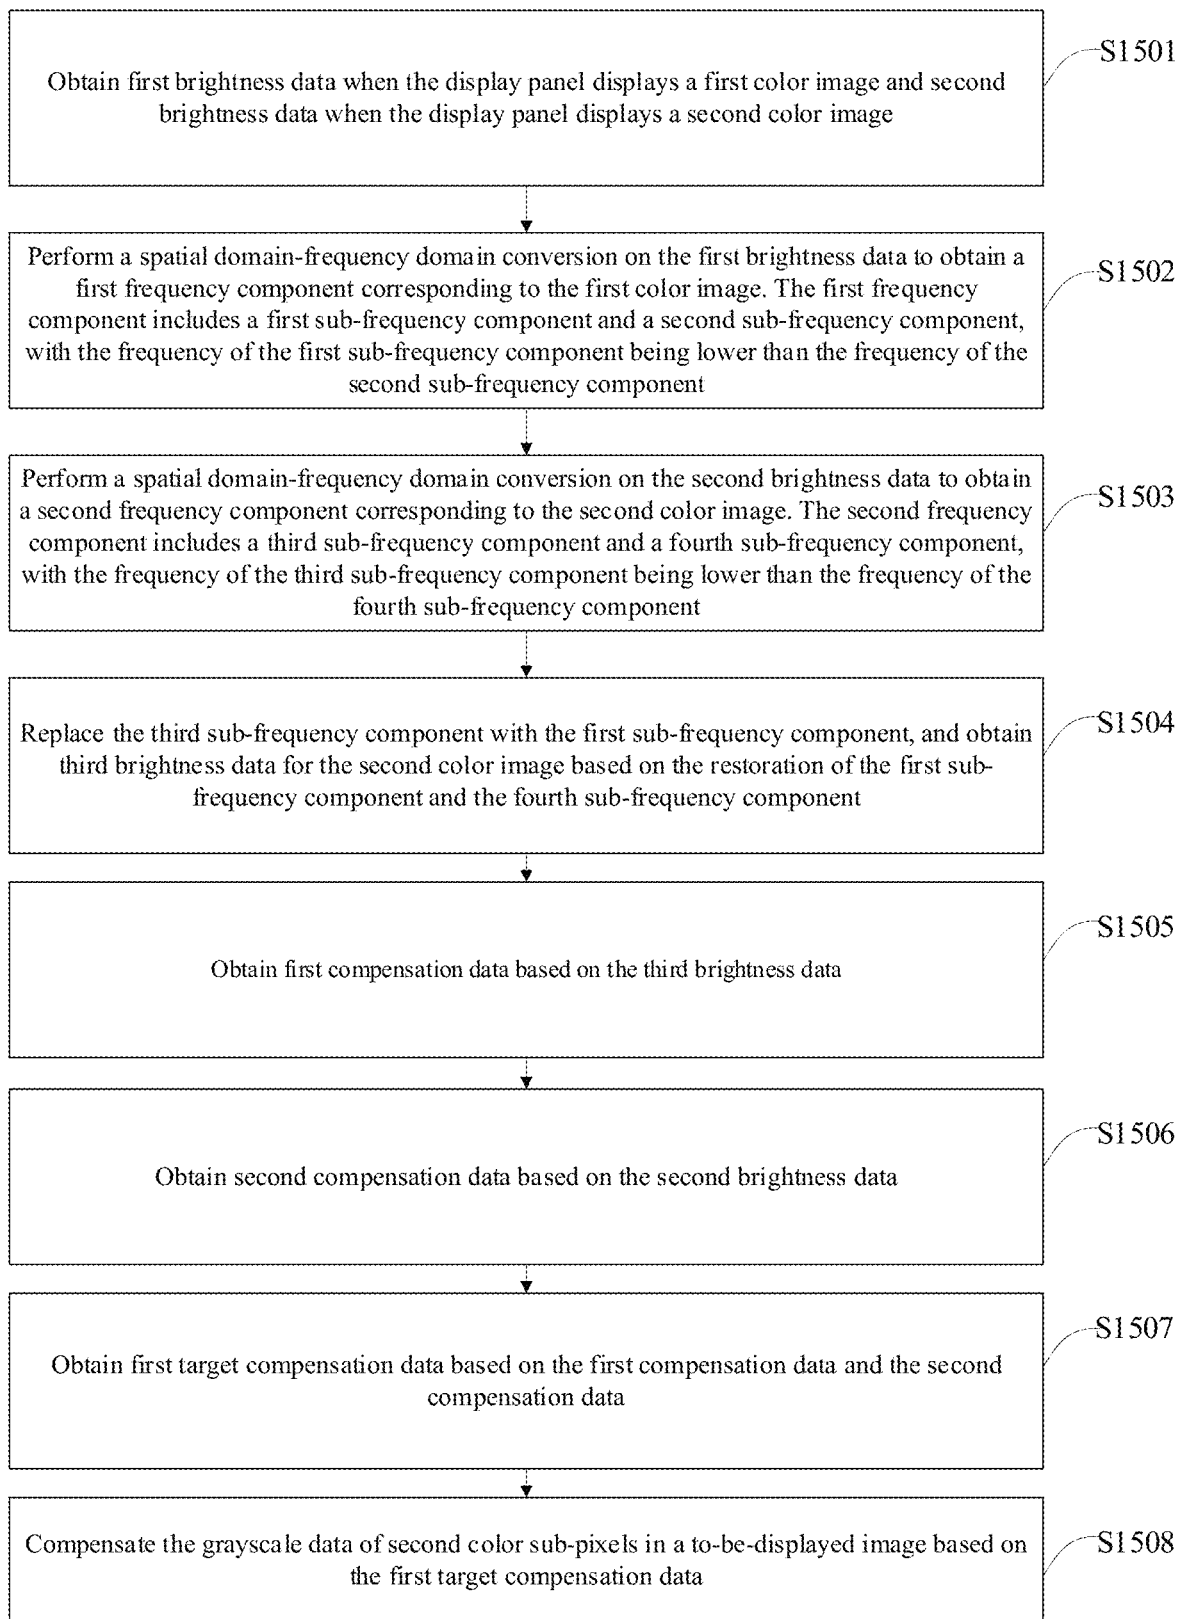 Obtain first brightness data when the display panel displays a first color image and second
brightness data when the display panel displays a second color image
S1501
Perform a spatial domain-frequency domain conversion on the first brightness data to obtain a
first frequency component corresponding to the first color image. The first frequency
component includes a first sub-frequency component and a second sub-frequency component,
with the frequency of the first sub-frequency component being lower than the frequency of the
second sub-frequency component
S1502
Perform a spatial domain-frequency domain conversion on the second brightness data to obtain
a second frequency component corresponding to the second color image. The second frequency
component includes a third sub-frequency component and a fourth sub-frequency component,
with the frequency of the third sub-frequency component being lower than the frequency of the
fourth sub-frequency component
S1503
Replace the third sub-frequency component with the first sub-frequency component, and obtain
third brightness data for the second color image based on the restoration of the first sub-
frequency component and the fourth sub-frequency component
S1504
Obtain first compensation data based on the third brightness data
S1505
Obtain second compensation data based on the second brightness data
S1506
Obtain first target compensation data based on the first compensation data and the second
compensation data
S1507
Compensate the grayscale data of second color sub-pixels in a to-be-displayed image based on
the first target compensation data
S1508